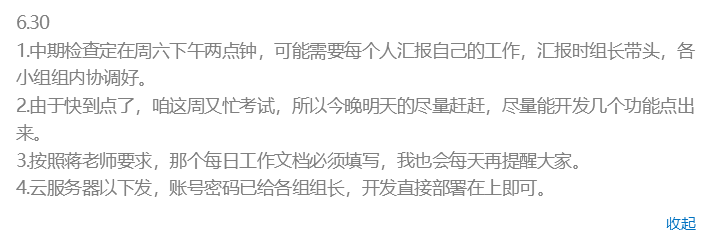 6.30
1.中期检查定在周六下午两点钟，可能需要每个人汇报自己的工作，汇报时组长带头，各
小组组内协调好。
2.由于快到点了，咱这周又忙考试，所以今晚明天的尽量赶赶，尽量能开发几个功能点出
来。
3.按照蒋老师要求，那个每日工作文档必须填写，我也会每天再提醒大家。
4.云服务器以下发，账号密码已给各组组长，开发直接部署在上即可。
收起